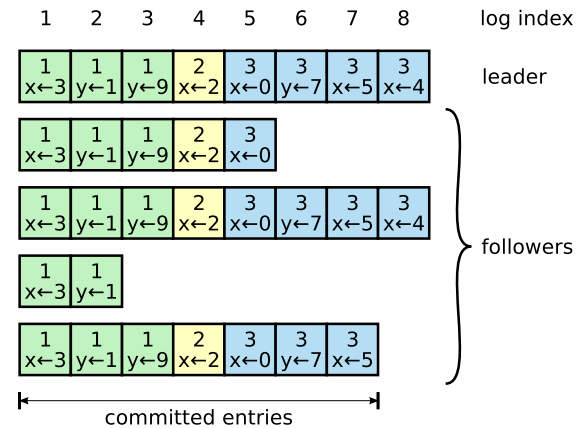 1 2 3 4 5 6 7 8 log index
1 1 1 2 3 3 3 3
x←3 y←1 y←9 x←2 x←0 y←7 x←5 x←4
leader
1 1 1 2 3
x←3 y←1 y←9 x←2 x←0
1 1 1 2 3 3 3 3
x←3 y←1 y←9 x←2 x←0 y←7 x←5 x←4
followers
1 1
x←3 y←1
1 1 1 2 3 3 3
x←3 y←1 y←9 x←2 x←0 y←7 x←5
committed entries